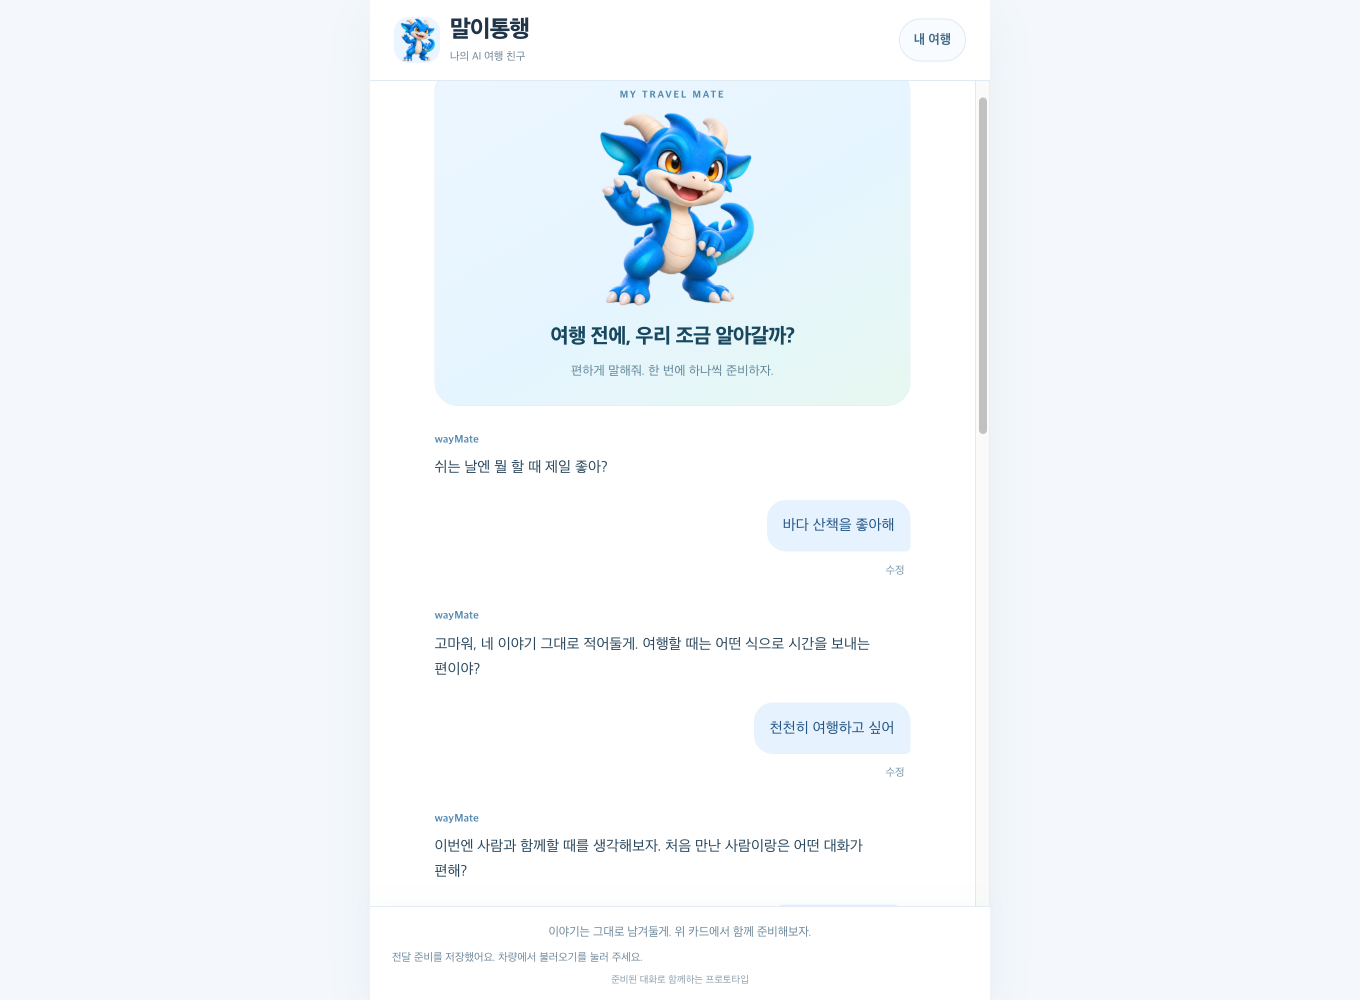 말이통행
나의 AI 여행 친구
내 여행
MY TRAVEL MATE
여행 전에, 우리 조금 알아갈까?
편하게 말해줘. 한 번에 하나씩 준비하자.
wayMate
쉬는 날엔 뭘 할 때 제일 좋아?
바다 산책을 좋아해
수정
wayMate
고마워, 네 이야기 그대로 적어둘게. 여행할 때는 어떤 식으로 시간을 보내는
편이야?
천천히 여행하고 싶어
수정
wayMate
이번엔 사람과 함께할 때를 생각해보자. 처음 만난 사람이랑은 어떤 대화가
편해?
이야기는 그대로 남겨둘게. 위 카드에서 함께 준비해보자.
전달 준비를 저장했어요. 차량에서 불러오기를 눌러 주세요.
준비된 대화로 함께하는 프로토타입